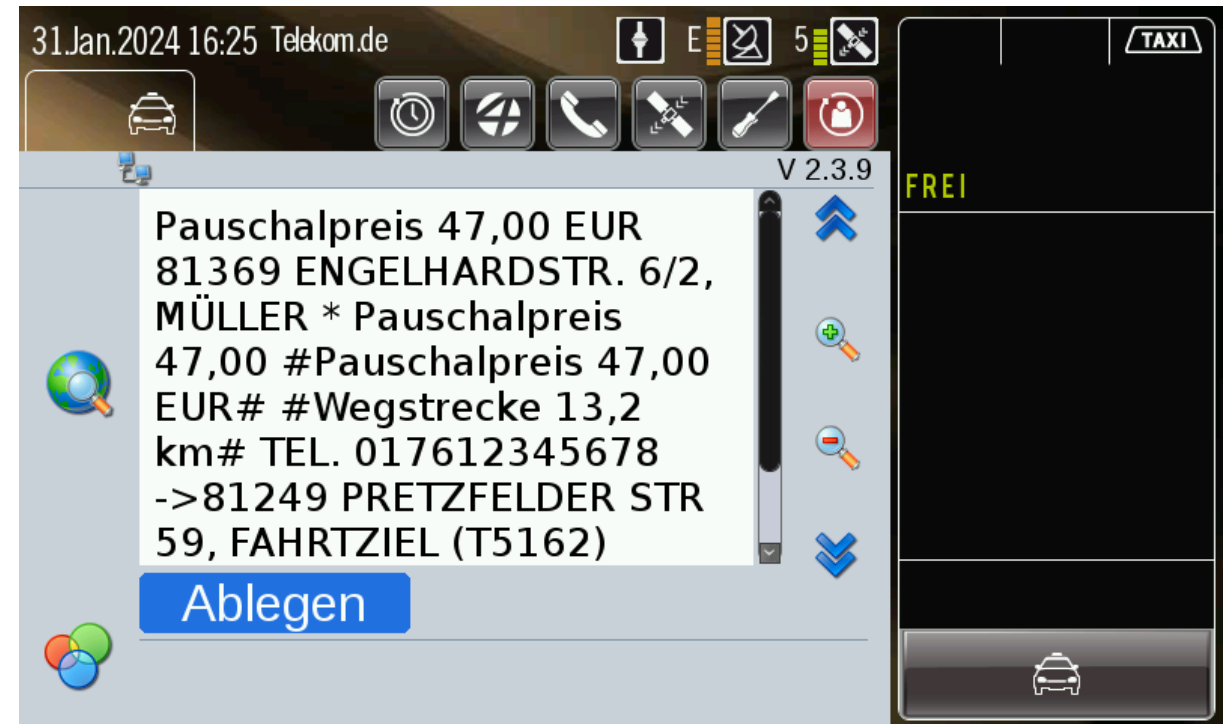 31.Jan.2024 16:25 Telekom.de
E
5
TAXI
V 2.3.9
FREI
Pauschalpreis 47,00 EUR
81369 ENGELHARDSTR. 6/2,
MÜLLER * Pauschalpreis
47,00 #Pauschalpreis 47,00
EUR# #Wegstrecke 13,2
km# TEL. 017612345678
->81249 PRETZFELDER STR
59, FAHRTZIEL (T5162)
Ablegen